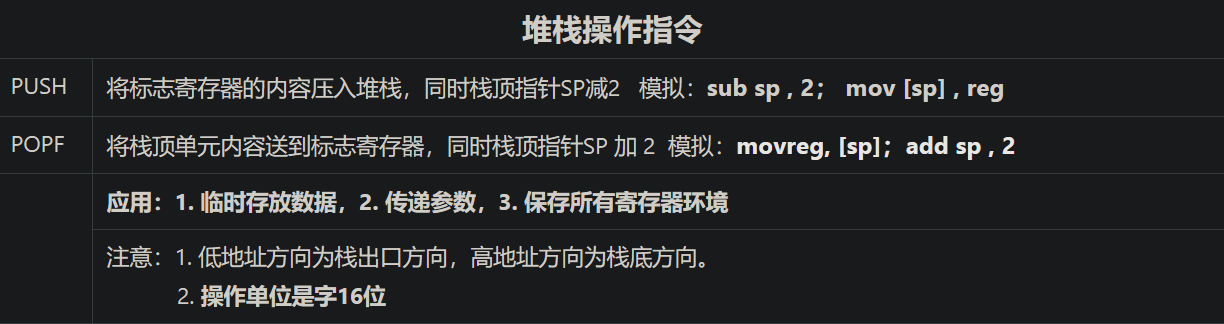 堆栈操作指令
PUSH 将标志寄存器的内容压入堆栈，同时栈顶指针SP减2 模拟：sub sp , 2； mov [sp] , reg
POPF 将栈顶单元内容送到标志寄存器，同时栈顶指针SP 加 2 模拟：movreg, [sp]；add sp , 2
应用：1. 临时存放数据，2. 传递参数，3. 保存所有寄存器环境
注意：1. 低地址方向为栈出口方向，高地址方向为栈底方向。
2. 操作单位是字16位